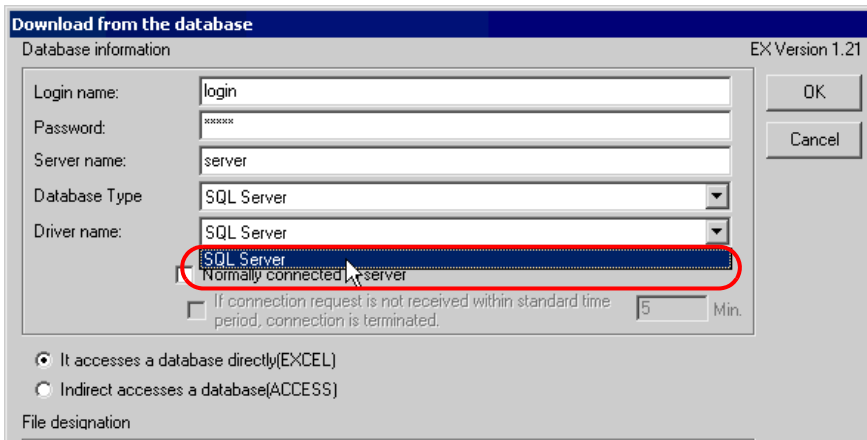 Download from the database
Database information
EX Version 1.21
Login name:
login
OK
Password:
xxxxx
Cancel
Server name:
server
Database Type
SQL Server
Driver name:
SQL Server
SQL Server
Normally connected server
If connection request is not received within standard time
period, connection is terminated.
5
Min.
It accesses a database directly(EXCEL)
Indirect accesses a database(ACCESS)
File designation